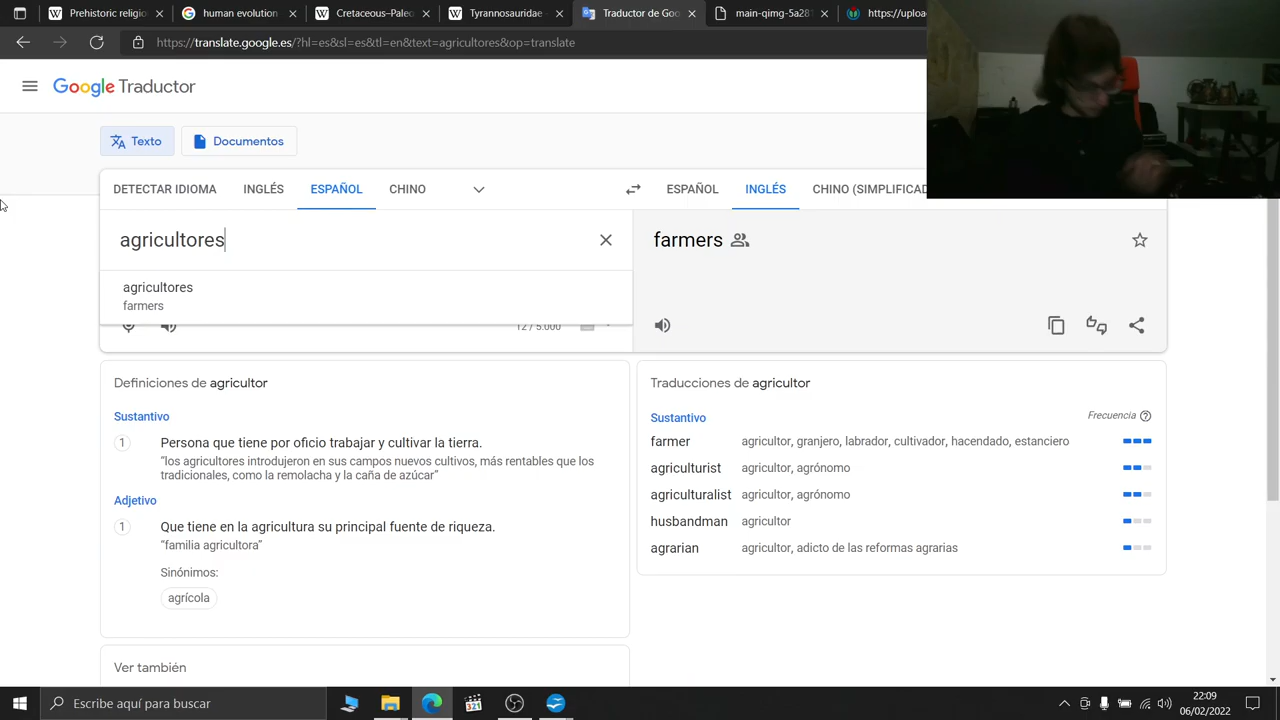 Prehistoric religio
human evolution
Cretaceous–Paleo
Tyrannosauridae
Traductor de Goo
main-qimg-5a281
https://upload
https://translate.google.es/?hl=es&sl=es&tl=en&text=agricultores&op=translate
Google Traductor
Texto
Documentos
DETECTAR IDIOMA INGLÉS ESPAÑOL CHINO
ESPAÑOL INGLÉS CHINO (SIMPLIFICAD
agricultores
farmers
agricultores
farmers
12 / 5.000
Definiciones de agricultor
Sustantivo
1 Persona que tiene por oficio trabajar y cultivar la tierra.
“los agricultores introdujeron en sus campos nuevos cultivos, más rentables que los
tradicionales, como la remolacha y la caña de azúcar”
Adjetivo
1 Que tiene en la agricultura su principal fuente de riqueza.
“familia agricultora”
Sinónimos:
agrícola
Ver también
Traducciones de agricultor
Sustantivo Frecuencia
farmer agricultor, granjero, labrador, cultivador, hacendado, estanciero
agriculturist agricultor, agrónomo
agriculturalist agricultor, agrónomo
husbandman agricultor
agrarian agricultor, adicto de las reformas agrarias
Escribe aquí para buscar
321
22:09
06/02/2022